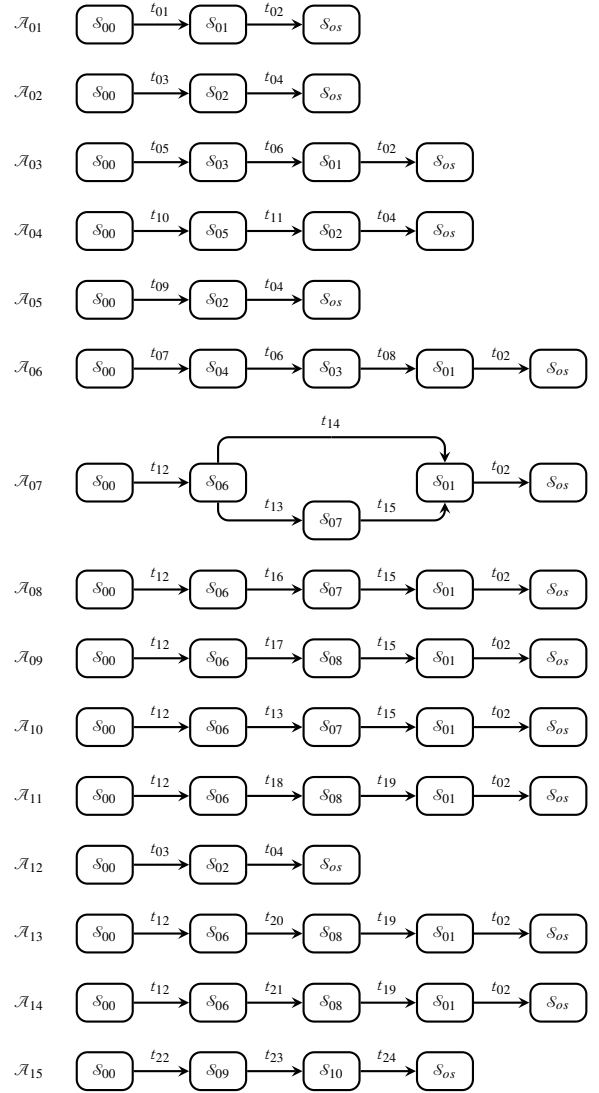 t01 t02
𝒜01 𝒮00 𝒮01 𝒮os
t03 t04
𝒜02 𝒮00 𝒮02 𝒮os
t05 t06 t02
𝒜03 𝒮00 𝒮03 𝒮01 𝒮os
t10 t11 t04
𝒜04 𝒮00 𝒮05 𝒮02 𝒮os
t09 t04
𝒜05 𝒮00 𝒮02 𝒮os
t07 t06 t08 t02
𝒜06 𝒮00 𝒮04 𝒮03 𝒮01 𝒮os
t14
t12 t02
𝒜07 𝒮00 𝒮06 𝒮01 𝒮os
t13 t15
𝒮07
t12 t16 t15 t02
𝒜08 𝒮00 𝒮06 𝒮07 𝒮01 𝒮os
t12 t17 t15 t02
𝒜09 𝒮00 𝒮06 𝒮08 𝒮01 𝒮os
t12 t13 t15 t02
𝒜10 𝒮00 𝒮06 𝒮07 𝒮01 𝒮os
t12 t18 t19 t02
𝒜11 𝒮00 𝒮06 𝒮08 𝒮01 𝒮os
t03 t04
𝒜12 𝒮00 𝒮02 𝒮os
t12 t20 t19 t02
𝒜13 𝒮00 𝒮06 𝒮08 𝒮01 𝒮os
t12 t21 t19 t02
𝒜14 𝒮00 𝒮06 𝒮08 𝒮01 𝒮os
t22 t23 t24
𝒜15 𝒮00 𝒮09 𝒮10 𝒮os